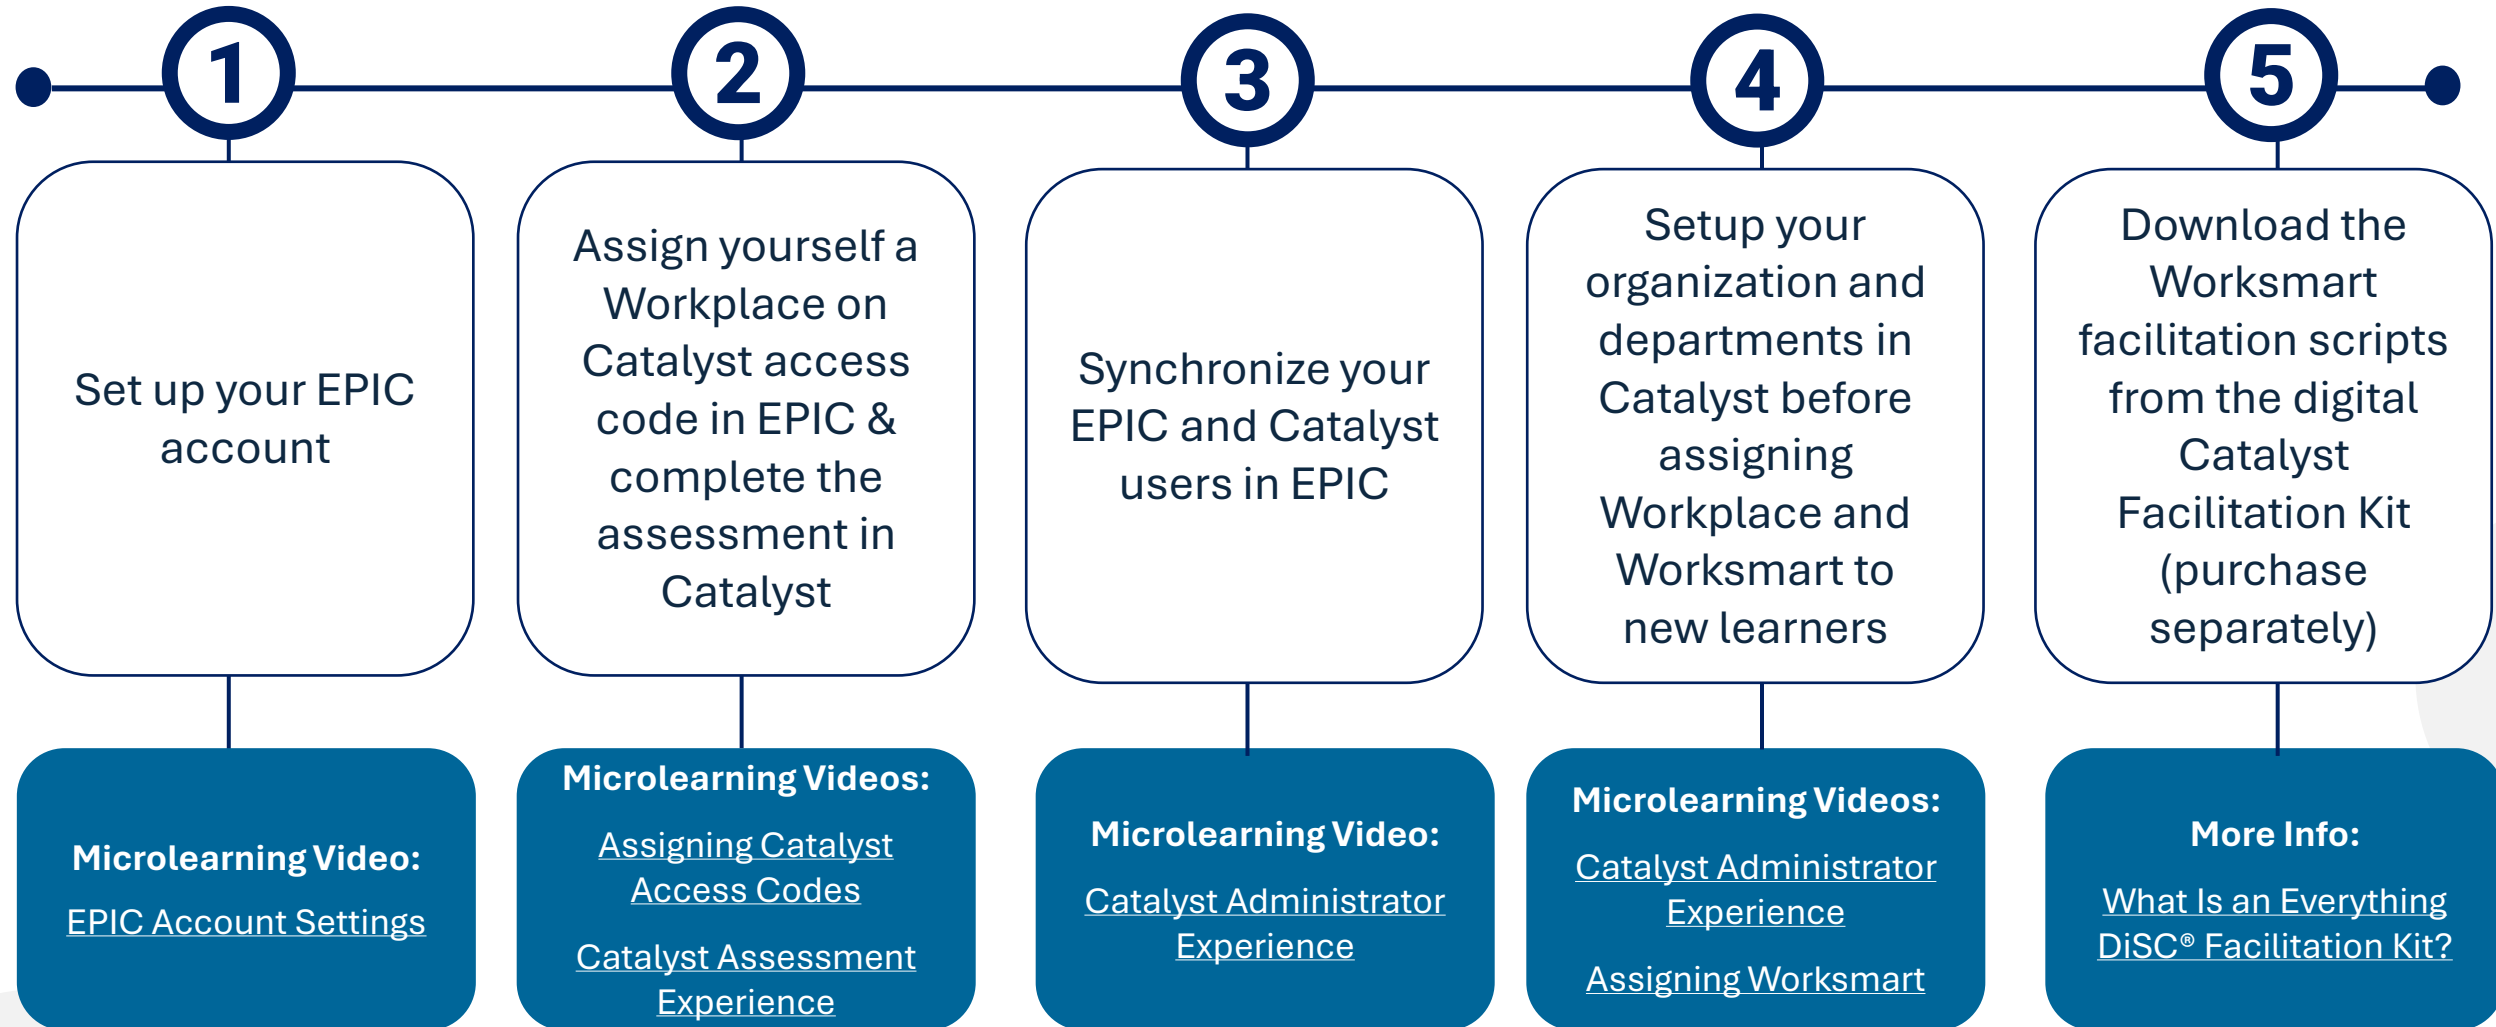 1
Set up your EPIC
account
Microlearning Video:
EPIC Account Settings
2
Assign yourself a
Workplace on
Catalyst access
code in EPIC &
complete the
assessment in
Catalyst
Microlearning Videos:
Assigning Catalyst
Access Codes
Catalyst Assessment
Experience
3
Synchronize your
EPIC and Catalyst
users in EPIC
Microlearning Video:
Catalyst Administrator
Experience
4
Setup your
organization and
departments in
Catalyst before
assigning
Workplace and
Worksmart to
new learners
Microlearning Videos:
Catalyst Administrator
Experience
Assigning Worksmart
5
Download the
Worksmart
facilitation scripts
from the digital
Catalyst
Facilitation Kit
(purchase
separately)
More Info:
What Is an Everything
DiSC® Facilitation Kit?